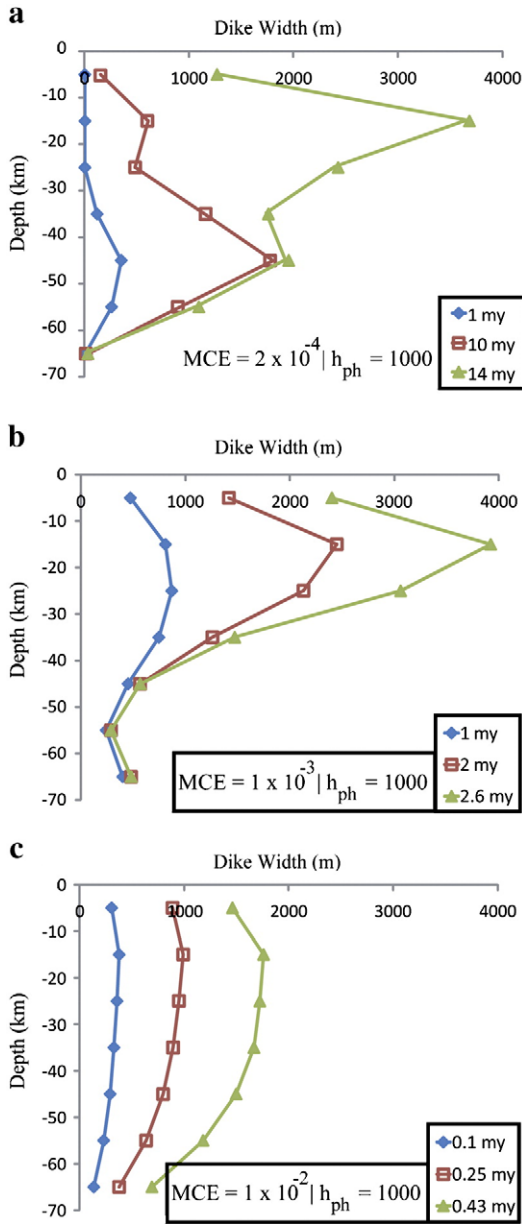 a
Dike Width (m)
0 1000 2000 3000 4000
0
-10
-20
-30
-40
-50
-60
-70
Depth (km)
MCE = 2 x 10^-4 | h_ph = 1000
1 my
10 my
14 my
b
Dike Width (m)
0 1000 2000 3000 4000
0
-10
-20
-30
-40
-50
-60
-70
Depth (km)
MCE = 1 x 10^-3 | h_ph = 1000
1 my
2 my
2.6 my
c
Dike Width (m)
0 1000 2000 3000 4000
0
-10
-20
-30
-40
-50
-60
-70
Depth (km)
MCE = 1 x 10^-2 | h_ph = 1000
0.1 my
0.25 my
0.43 my